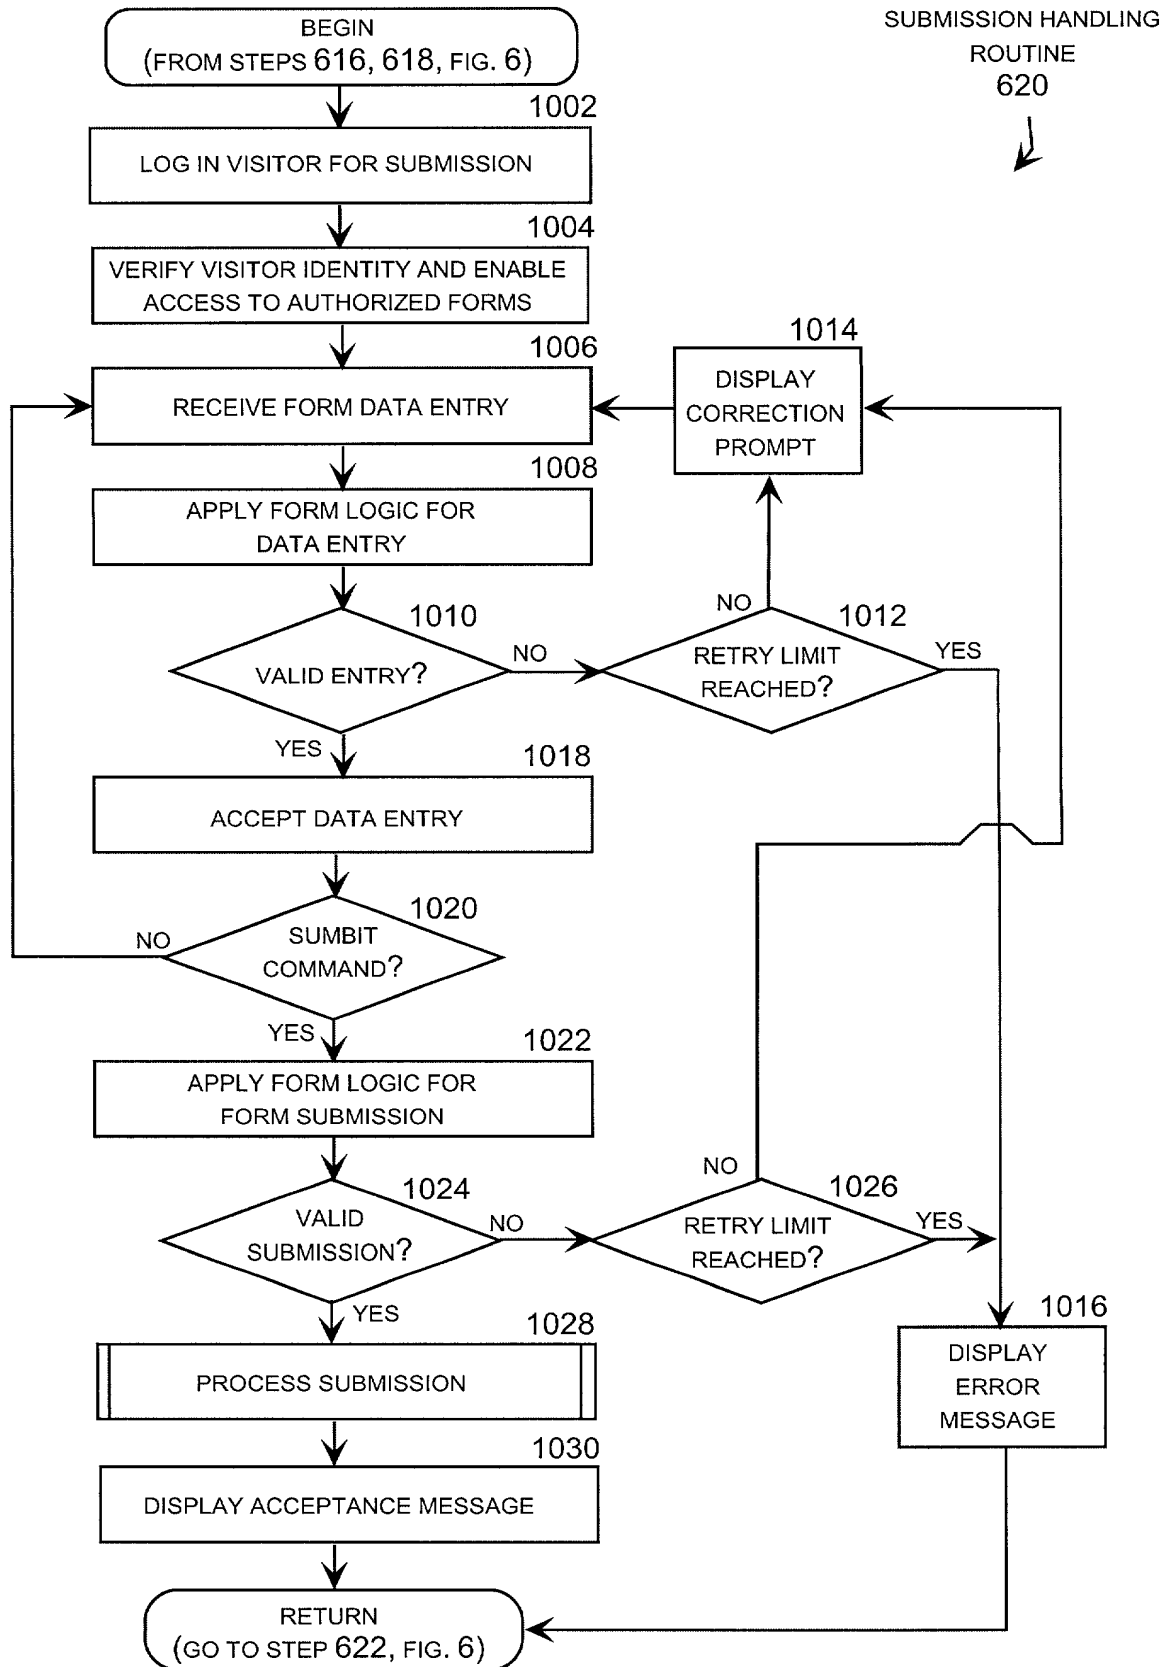 BEGIN
(FROM STEPS 616, 618, FIG. 6)
SUBMISSION HANDLING
ROUTINE
620
1002
LOG IN VISITOR FOR SUBMISSION
1004
VERIFY VISITOR IDENTITY AND ENABLE
ACCESS TO AUTHORIZED FORMS
1006
RECEIVE FORM DATA ENTRY
1014
DISPLAY
CORRECTION
PROMPT
1008
APPLY FORM LOGIC FOR
DATA ENTRY
1010
VALID ENTRY?
NO
NO
1012
RETRY LIMIT
REACHED?
YES
YES
1018
ACCEPT DATA ENTRY
1020
SUMBIT
COMMAND?
NO
YES
1022
APPLY FORM LOGIC FOR
FORM SUBMISSION
1024
VALID
SUBMISSION?
NO
NO
1026
RETRY LIMIT
REACHED?
YES
YES
1028
PROCESS SUBMISSION
1016
DISPLAY
ERROR
MESSAGE
1030
DISPLAY ACCEPTANCE MESSAGE
RETURN
(GO TO STEP 622, FIG. 6)